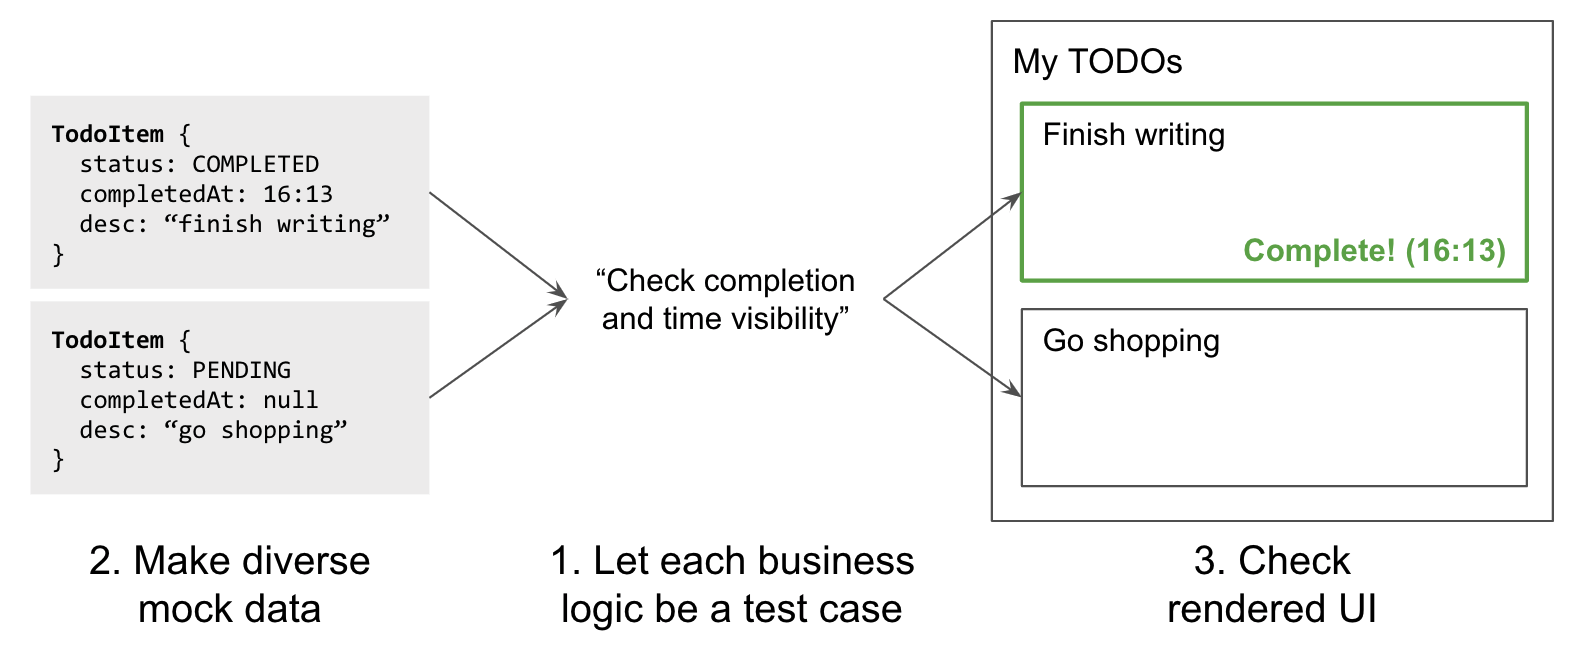 TodoItem {
status: COMPLETED
completedAt: 16:13
desc: “finish writing”
}
TodoItem {
status: PENDING
completedAt: null
desc: “go shopping”
}
2. Make diverse
mock data
“Check completion
and time visibility”
1. Let each business
logic be a test case
My TODOs
Finish writing
Complete! (16:13)
Go shopping
3. Check
rendered UI